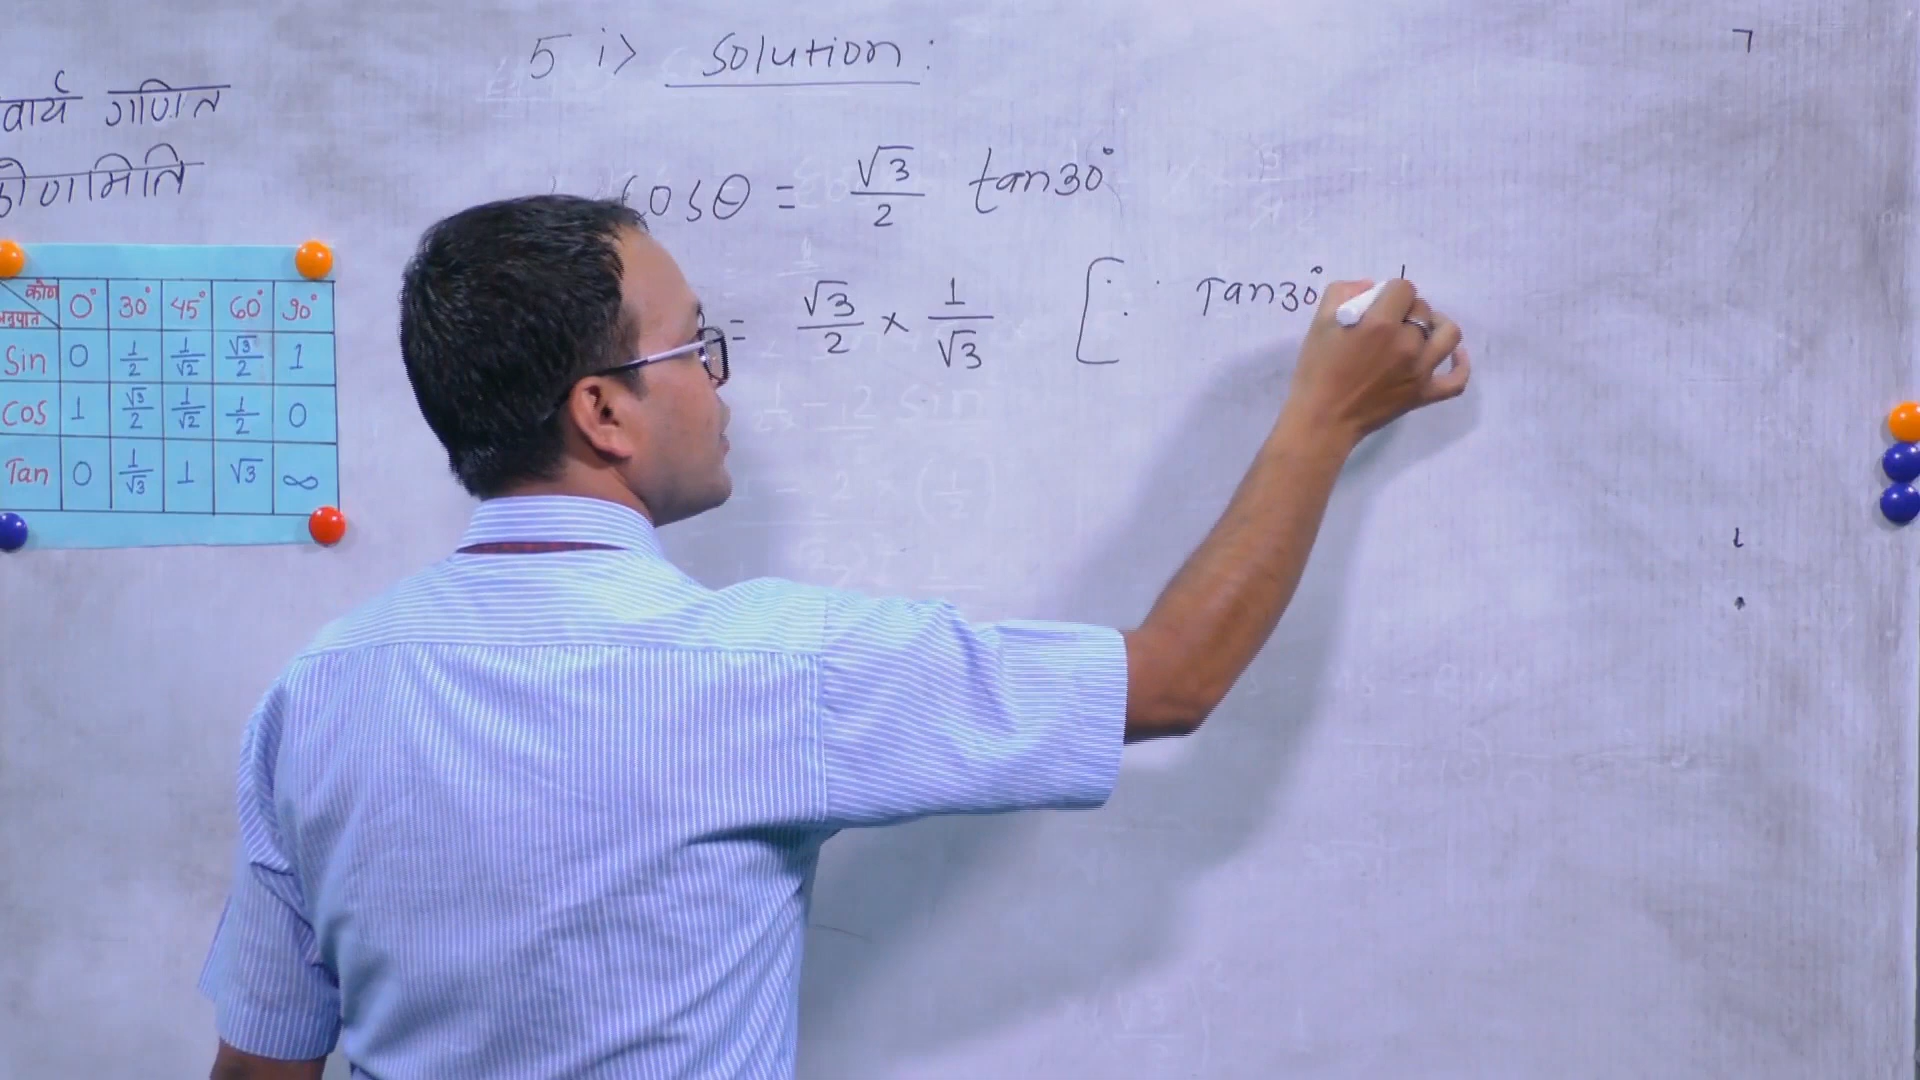 5 i) Solution:
गणित
cosθ = √3/2 tan30°
= √3/2 × 1/√3 [∵ Tan30°
कोण 0° 30° 45° 60° 90°
Sin 0 1/2 1/√2 √3/2 1
Cos 1 √3/2 1/√2 1/2 0
Tan 0 1/√3 1 √3 ∞